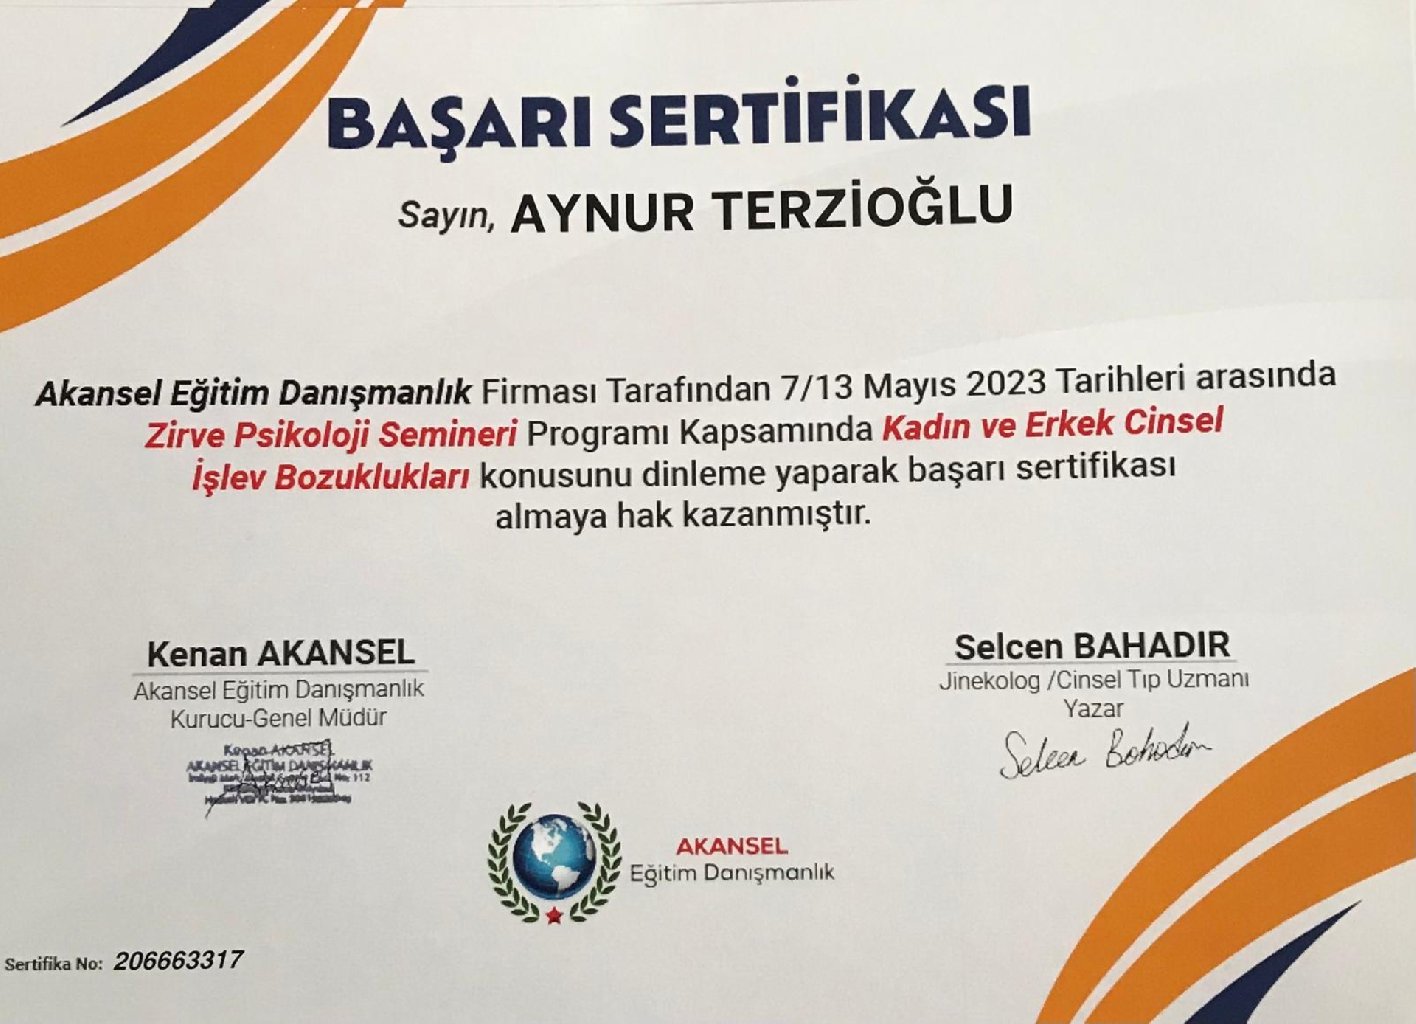 BAŞARI SERTİFİKASI
Sayın, AYNUR TERZİOĞLU
Akansel Eğitim Danışmanlık Firması Tarafından 7/13 Mayıs 2023 Tarihleri arasında
Zirve Psikoloji Semineri Programı Kapsamında Kadın ve Erkek Cinsel
İşlev Bozuklukları konusunu dinleme yaparak başarı sertifikası
almaya hak kazanmıştır.
Kenan AKANSEL
Akansel Eğitim Danışmanlık
Kurucu-Genel Müdür
Kenan AKANSEL
AKANSEL EĞİTİM DANIŞMANLIK
No: 112
Selcen BAHADIR
Jinekolog /Cinsel Tıp Uzmanı
Yazar
Selcen Bahadır
AKANSEL
Eğitim Danışmanlık
Sertifika No: 206663317